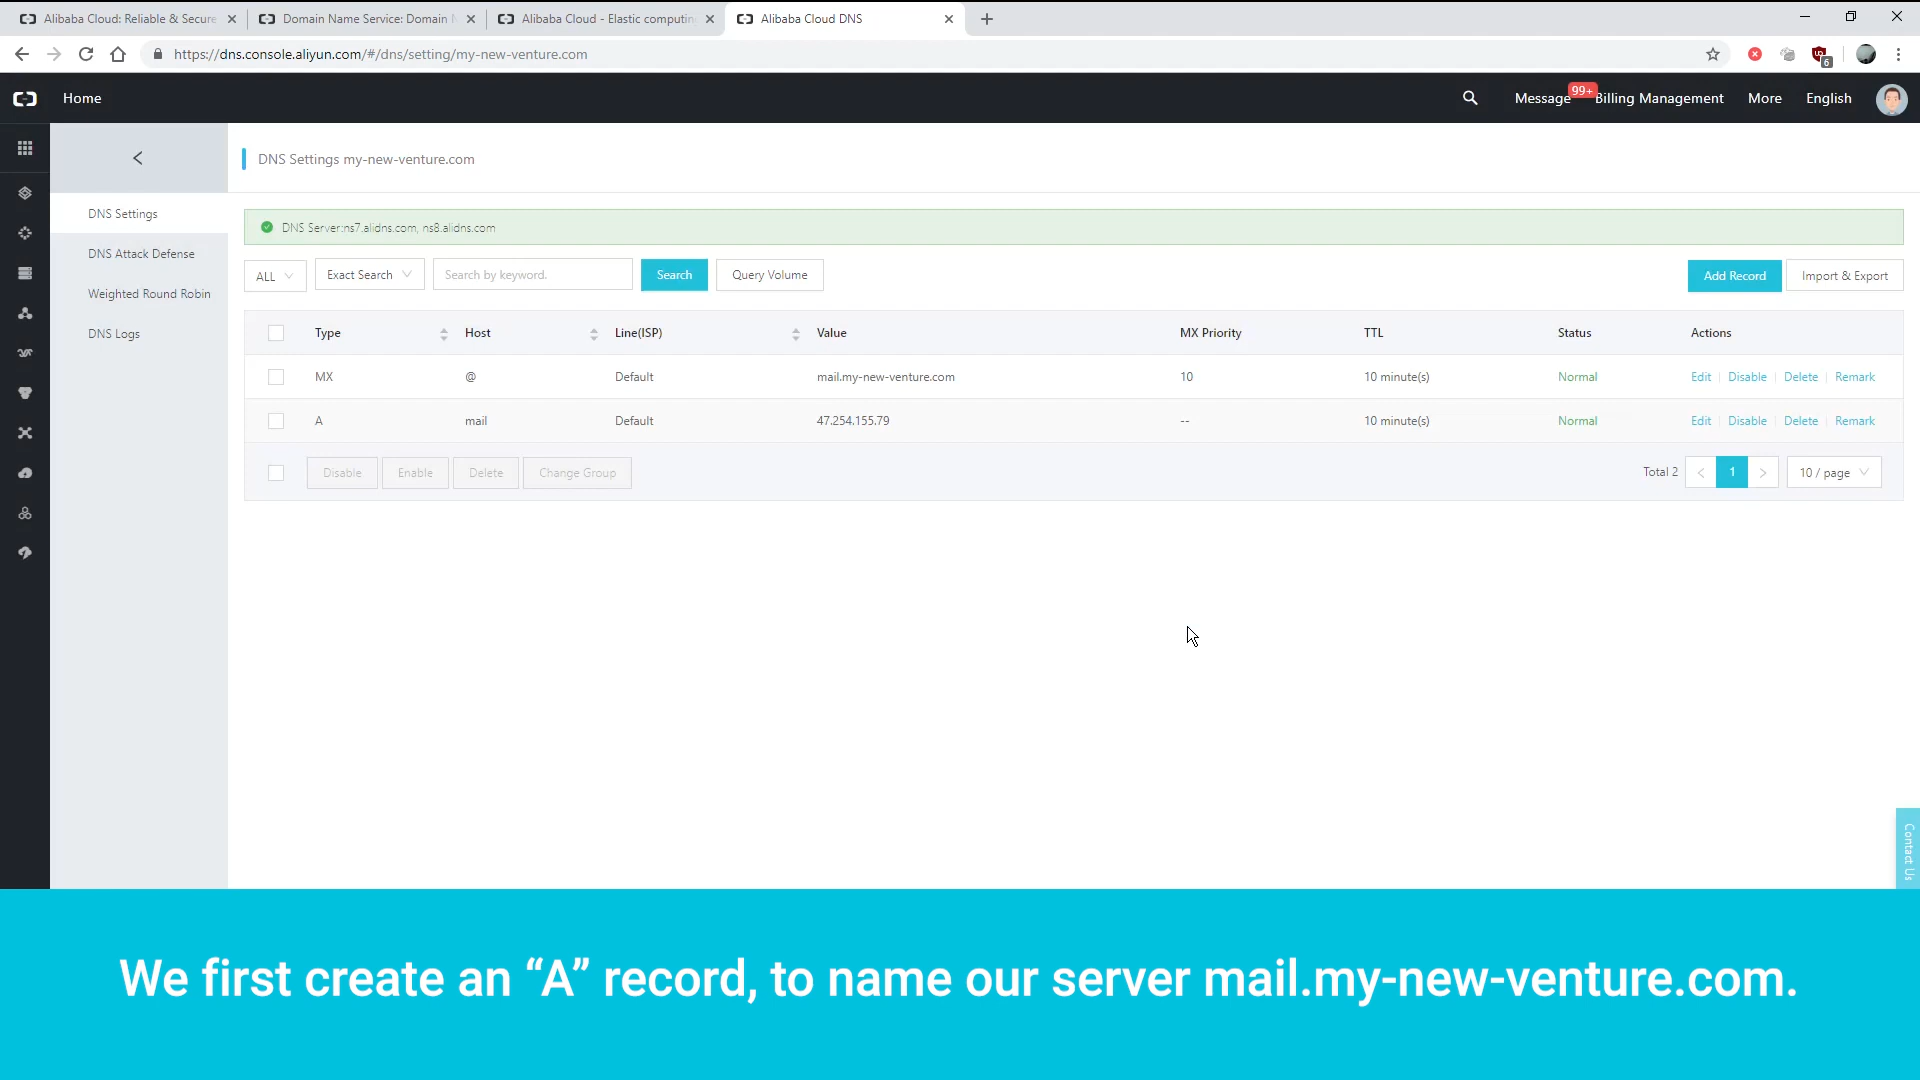 Alibaba Cloud: Reliable & Secure
Domain Name Service: Domain N
Alibaba Cloud - Elastic computin
Alibaba Cloud DNS
https://dns.console.aliyun.com/#/dns/setting/my-new-venture.com
6
Home
Message
99+
Billing Management
More
English
DNS Settings my-new-venture.com
DNS Settings
DNS Attack Defense
Weighted Round Robin
DNS Logs
DNS Server:ns7.alidns.com, ns8.alidns.com
ALL
Exact Search
Search by keyword.
Search
Query Volume
Add Record
Import & Export
Type Host Line(ISP) Value MX Priority TTL Status Actions
MX @ Default mail.my-new-venture.com 10 10 minute(s) Normal Edit Disable Delete Remark
A mail Default 47.254.155.79 -- 10 minute(s) Normal Edit Disable Delete Remark
Disable Enable Delete Change Group
Total 2 < 1 > 10 / page
Contact Us
We first create an “A” record, to name our server mail.my-new-venture.com.